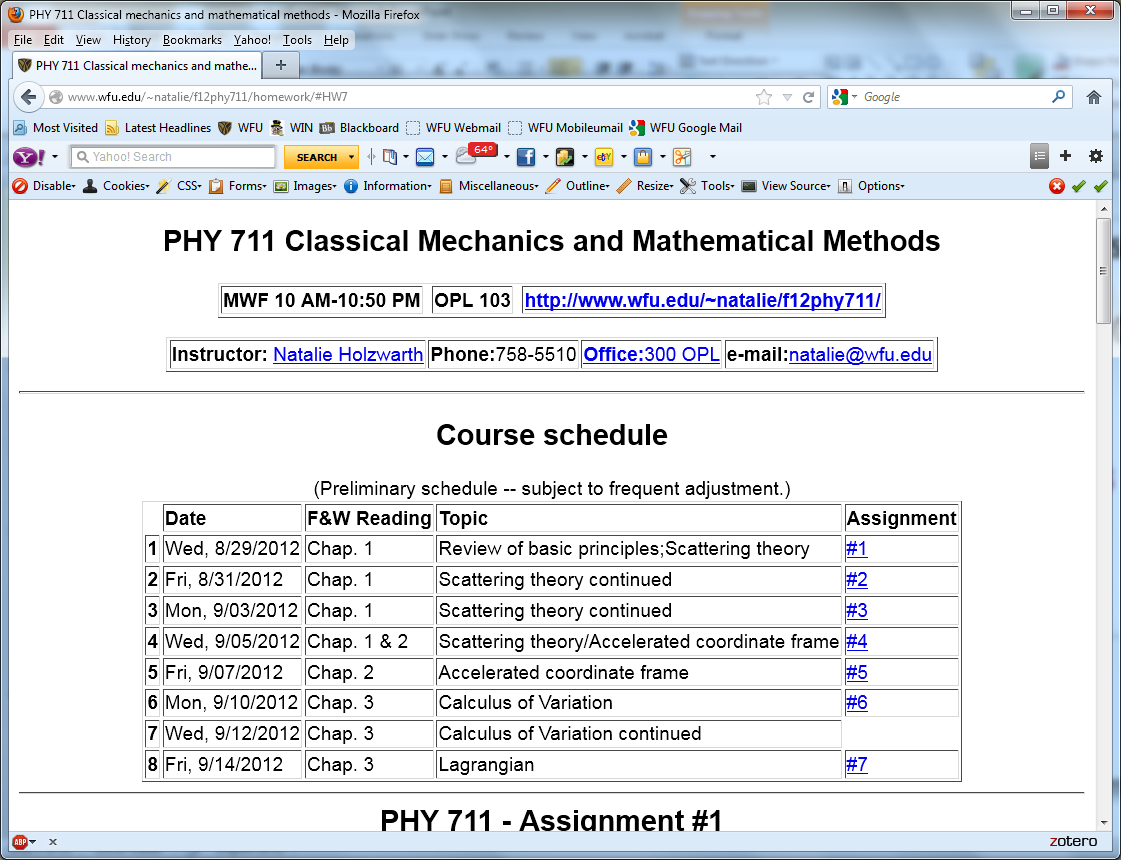 PHY 711 Classical mechanics and mathematical methods - Mozilla Firefox
File Edit View History Bookmarks Yahoo! Tools Help
PHY 711 Classical mechanics and mathe...
www.wfu.edu/~natalie/f12phy711/homework/#HW7 Google
Most Visited Latest Headlines WFU WIN Bb Blackboard WFU Webmail WFU Mobileumail WFU Google Mail
Y! Yahoo! Search SEARCH 64° f eBY
Disable Cookies CSS Forms Images Information Miscellaneous Outline Resize Tools View Source Options
PHY 711 Classical Mechanics and Mathematical Methods
MWF 10 AM-10:50 PM OPL 103 http://www.wfu.edu/~natalie/f12phy711/
Instructor: Natalie Holzwarth Phone:758-5510 Office:300 OPL e-mail:natalie@wfu.edu
Course schedule
(Preliminary schedule -- subject to frequent adjustment.)
Date F&W Reading Topic Assignment
1 Wed, 8/29/2012 Chap. 1 Review of basic principles;Scattering theory #1
2 Fri, 8/31/2012 Chap. 1 Scattering theory continued #2
3 Mon, 9/03/2012 Chap. 1 Scattering theory continued #3
4 Wed, 9/05/2012 Chap. 1 & 2 Scattering theory/Accelerated coordinate frame #4
5 Fri, 9/07/2012 Chap. 2 Accelerated coordinate frame #5
6 Mon, 9/10/2012 Chap. 3 Calculus of Variation #6
7 Wed, 9/12/2012 Chap. 3 Calculus of Variation continued
8 Fri, 9/14/2012 Chap. 3 Lagrangian #7
PHY 711 - Assignment #1
ABP x zotero